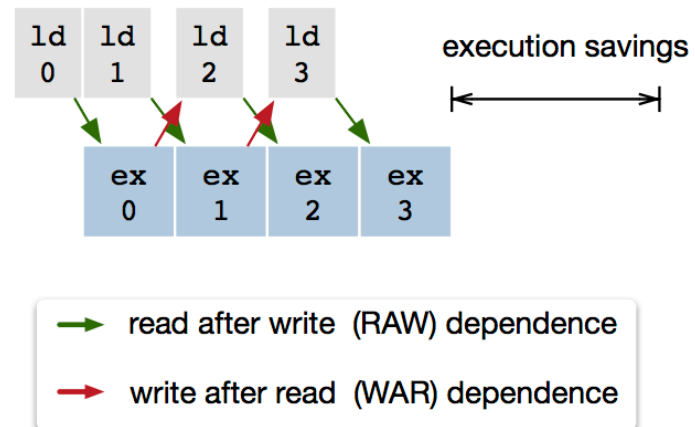 ld ld ld ld
0 1 2 3
execution savings
ex ex ex ex
0 1 2 3
read after write (RAW) dependence
write after read (WAR) dependence